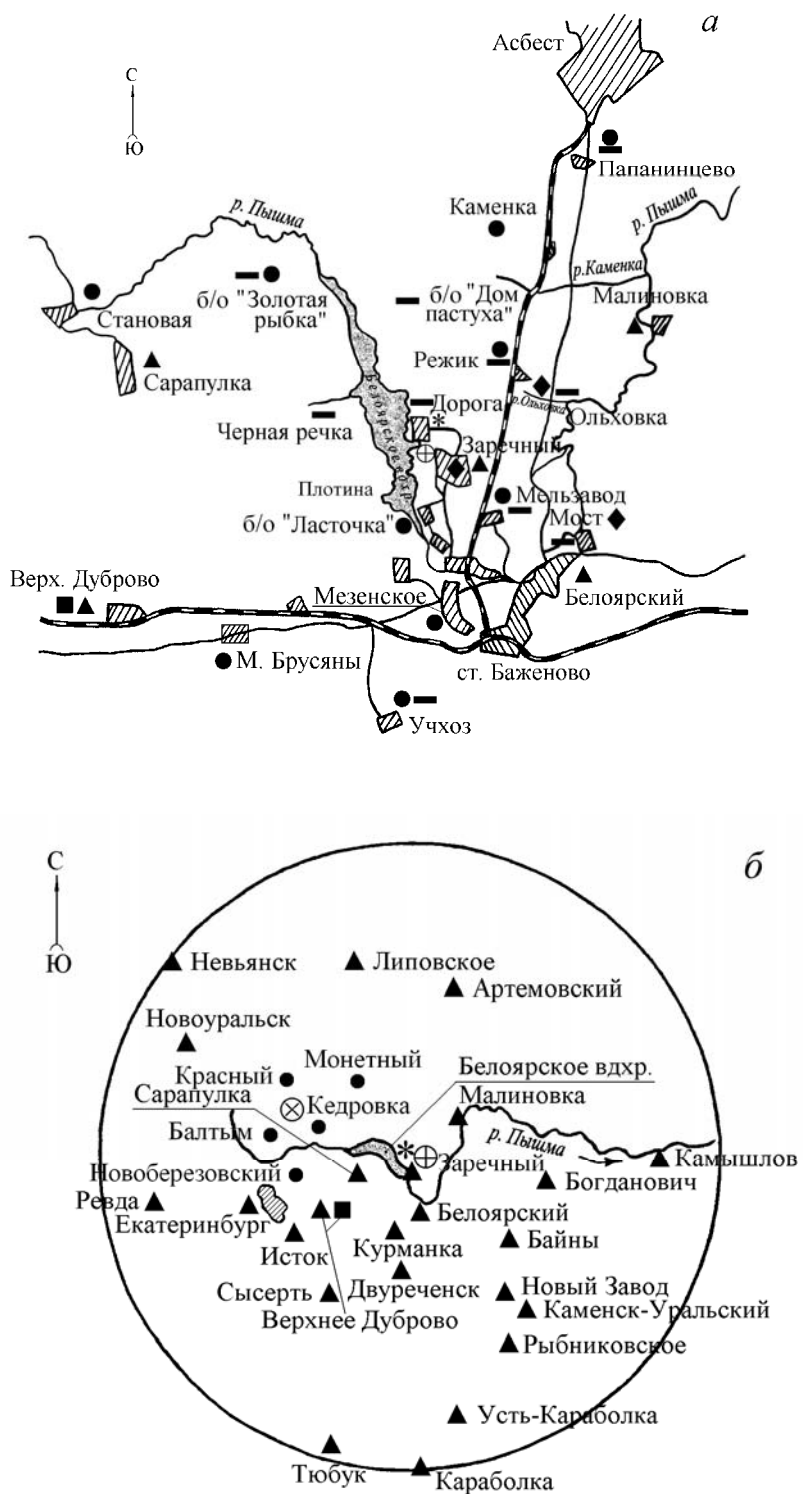 а
Асбест
С
Ю
Папанинцево
р. Пышма
Каменка
р. Пышма
р.Каменка
б/о "Золотая
рыбка"
б/о "Дом
пастуха"
Малиновка
Становая
Режик
Сарапулка
Белоярское вдхр.
Дорога
р.Ольховка
Ольховка
*
Черная речка
Заречный
Плотина
Мельзавод
б/о "Ласточка"
Мост
Верх. Дуброво
Мезенское
Белоярский
М. Брусяны
ст. Баженово
Учхоз
б
С
Ю
Невьянск
Липовское
Артемовский
Новоуральск
Монетный
Белоярское вдхр.
Красный
Малиновка
Сарапулка
Кедровка
Балтым
р. Пышма
*
Заречный
Камышлов
Новоберезовский
Богданович
Ревда
Белоярский
Екатеринбург
Исток
Курманка
Байны
Двуреченск
Новый Завод
Сысерть
Каменск-Уральский
Верхнее Дуброво
Рыбниковское
Усть-Караболка
Тюбук
Караболка